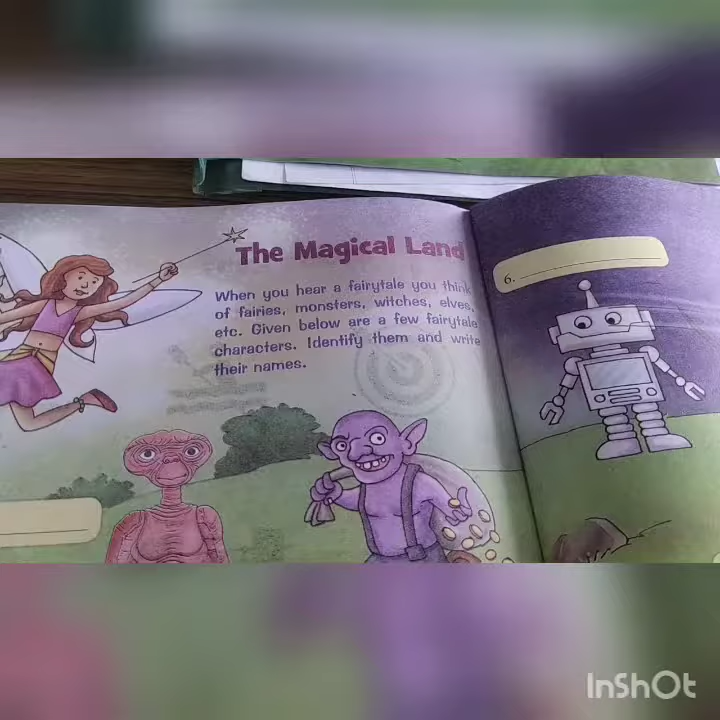 The Magical Land
When you hear a fairytale you think
of fairies, monsters, witches, elves,
etc. Given below are a few fairytale
characters. Identify them and write
their names.
6.
InShOt